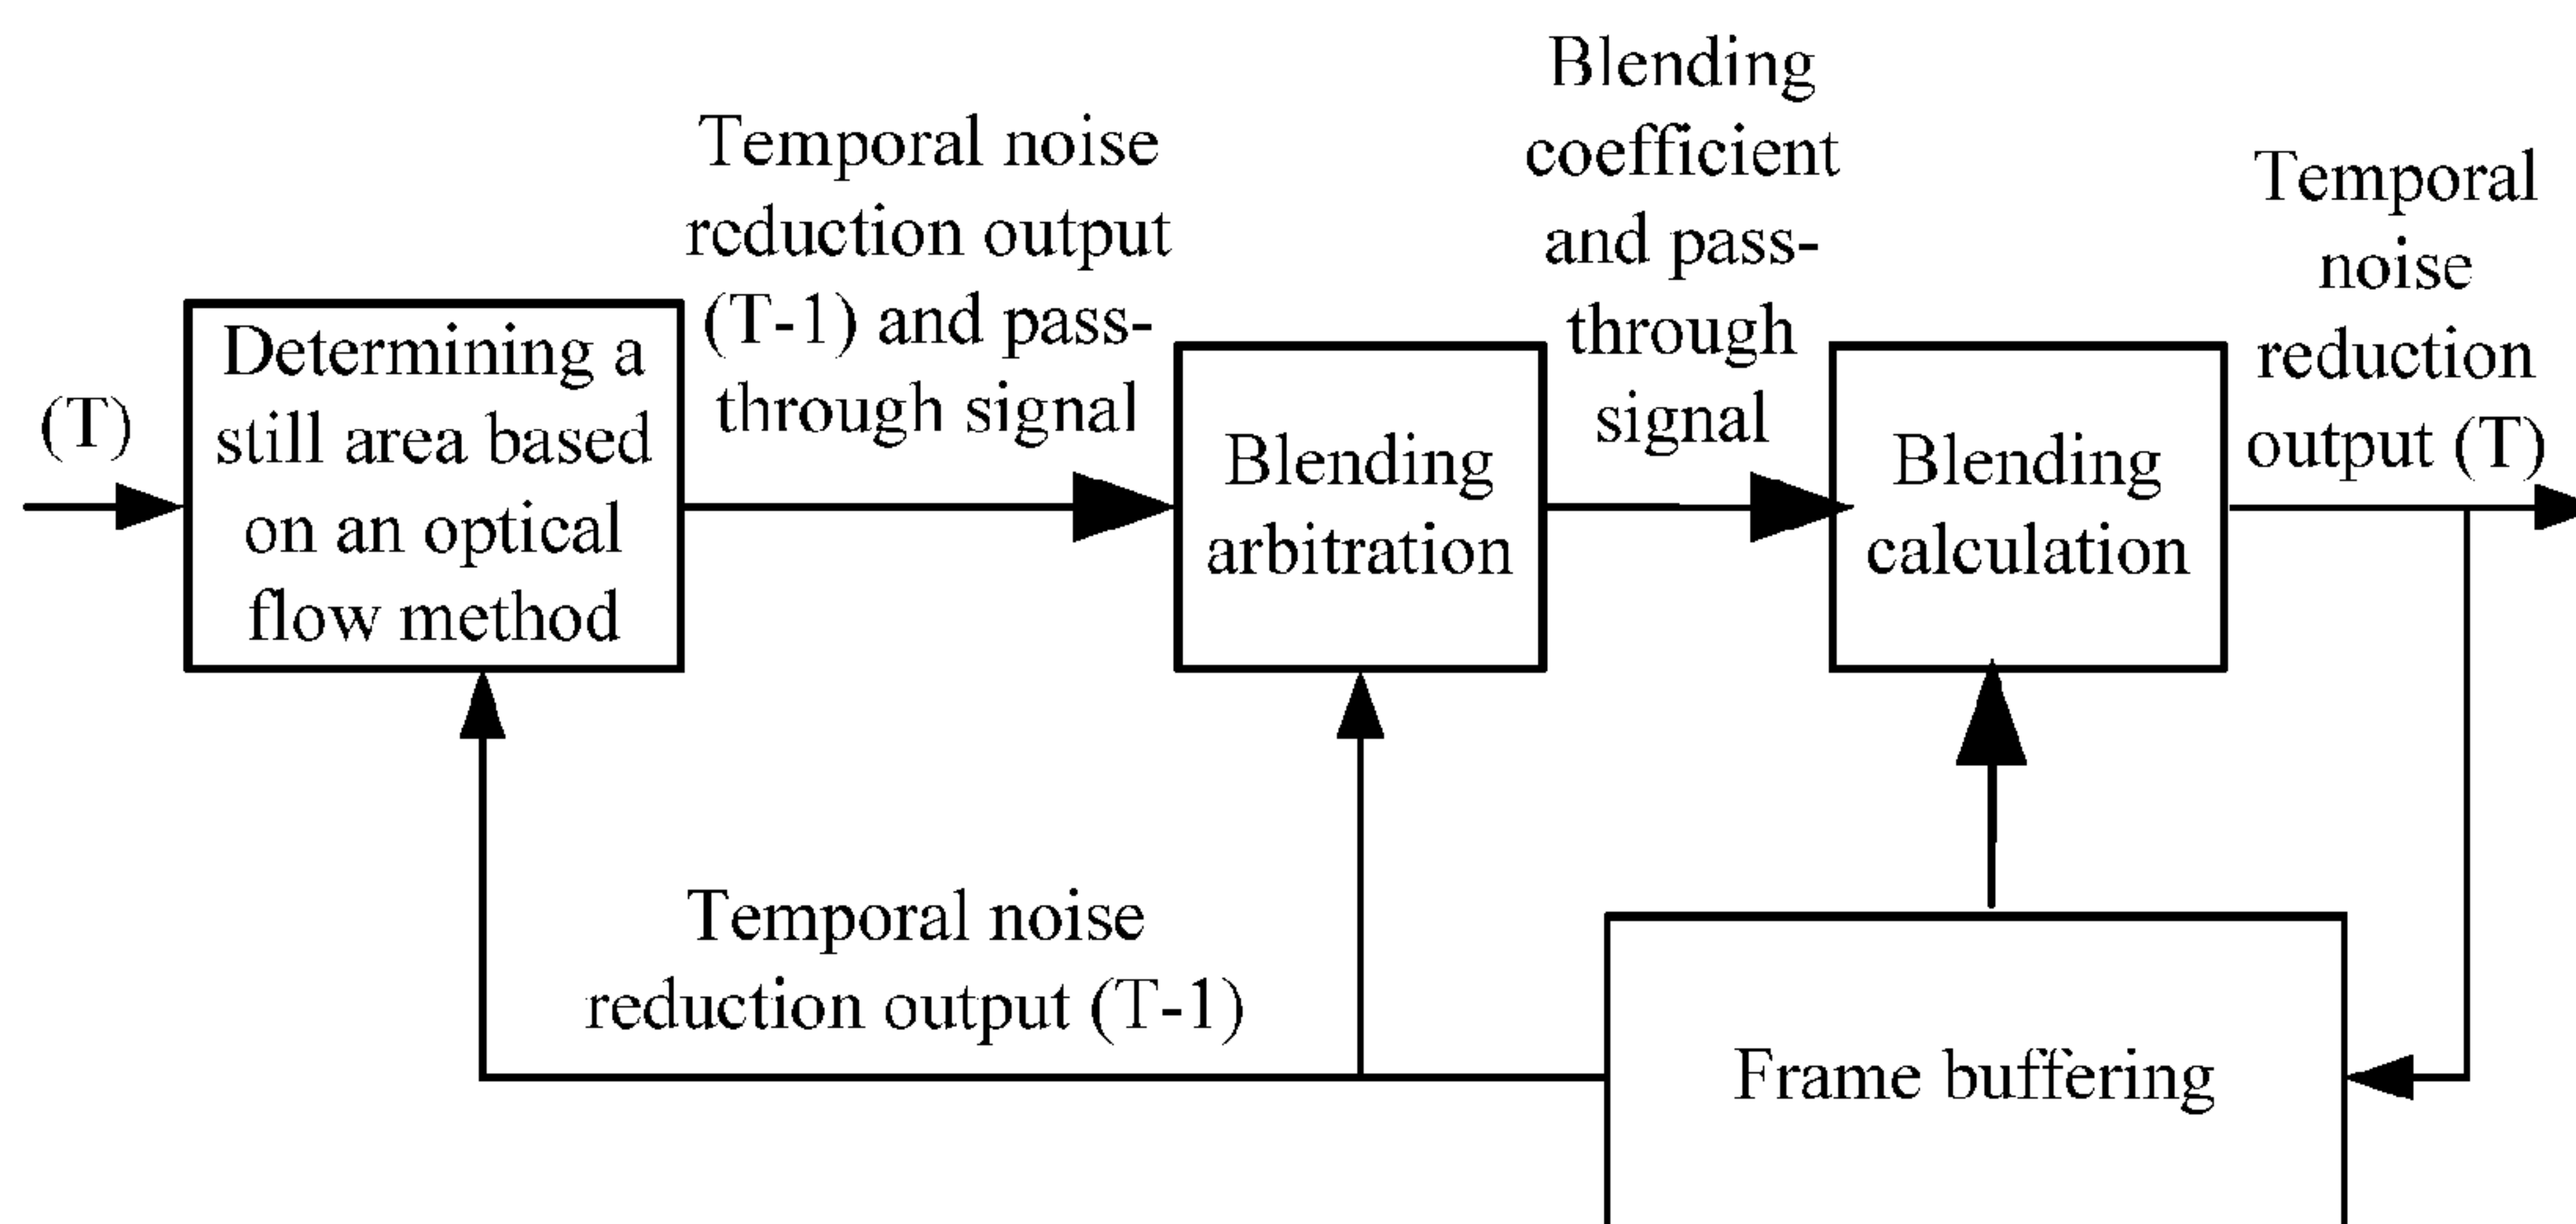 (T)
Determining a
still area based
on an optical
flow method
Temporal noise
reduction output
(T-1) and pass-
through signal
Blending
arbitration
Blending
coefficient
and pass-
through
signal
Blending
calculation
Temporal
noise
reduction
output (T)
Temporal noise
reduction output (T-1)
Frame buffering